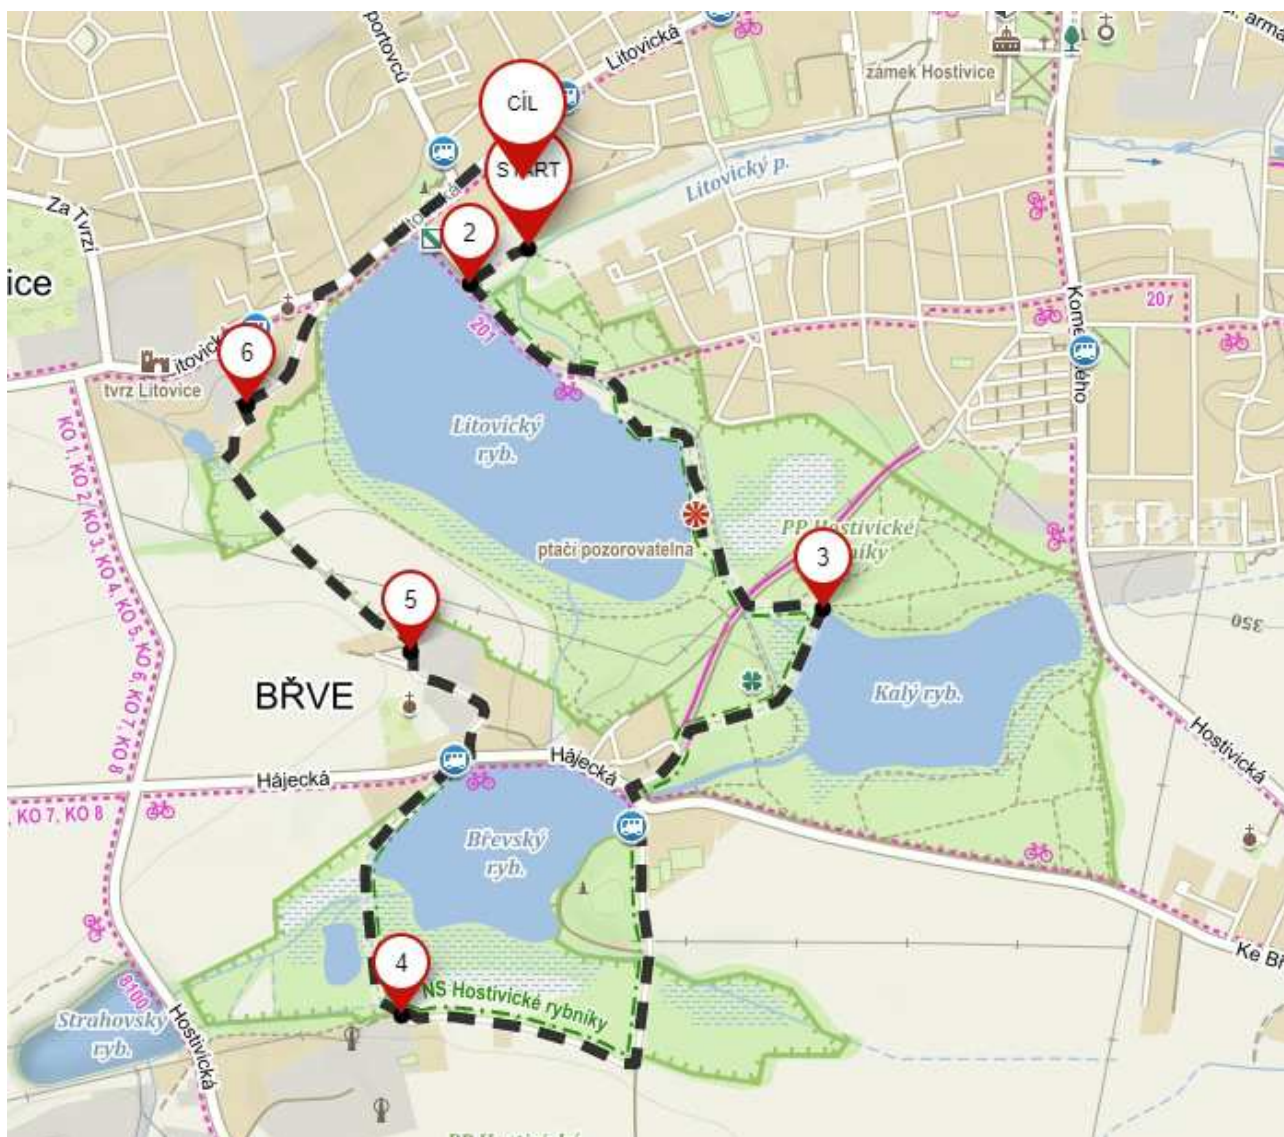 portovců
Litovická
zámek Hostivice
CÍL
START
Litovický p.
Za Tvrzí
2
ice
201
201
Litovická
6
tvrz Litovice
Litovický
ryb.
KO 1, KO 2, KO 3, KO 4, KO 5, KO 6, KO 7, KO 8
ptačí pozorovatelna
PP Hostivické
3
5
350
BŘVE
Kalý ryb.
Hájecká
Hájecká
Hostivická
, KO 7, KO 8
Břevský
ryb.
4
NS Hostivické rybníky
8100
Strahovský
ryb.
Hostivická